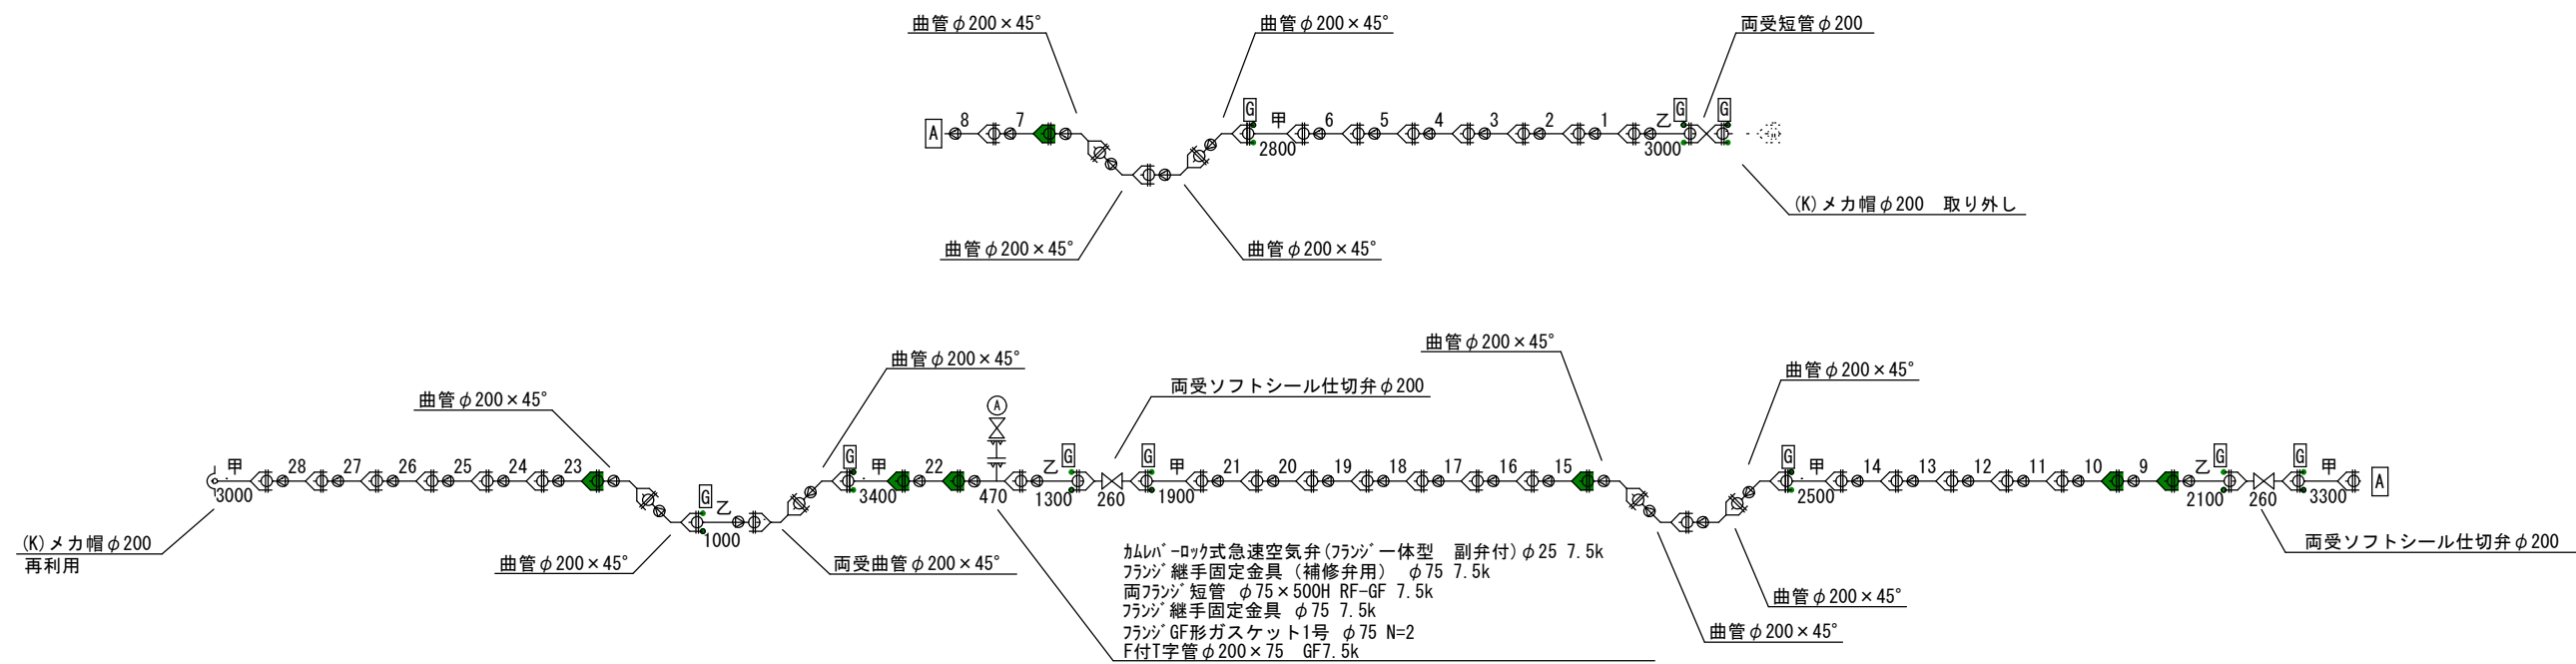 曲管φ200×45°
曲管φ200×45°
両受短管φ200
A 8 7 G 甲 6 5 4 3 2 1 乙 G G
2800 3000
(K)メカ帽φ200 取り外し
曲管φ200×45°
曲管φ200×45°
曲管φ200×45°
曲管φ200×45°
曲管φ200×45°
両受ソフトシール仕切弁φ200
曲管φ200×45°
A
甲 28 27 26 25 24 23 G 甲 22 乙 G G 甲 21 20 19 18 17 16 15 G 甲 14 13 12 11 10 9 乙 G G 甲 A
3000 3400 470 1300 260 1900 2500 2100 260 3300
G 乙
1000
(K)メカ帽φ200
再利用
曲管φ200×45°
両受曲管φ200×45°
カムレバーロック式急速空気弁(フランジ一体型 副弁付)φ25 7.5k
フランジ継手固定金具(補修弁用) φ75 7.5k
両フランジ短管 φ75×500H RF-GF 7.5k
フランジ継手固定金具 φ75 7.5k
フランジGF形ガスケット1号 φ75 N=2
F付T字管φ200×75 GF7.5k
両受ソフトシール仕切弁φ200
曲管φ200×45°
曲管φ200×45°